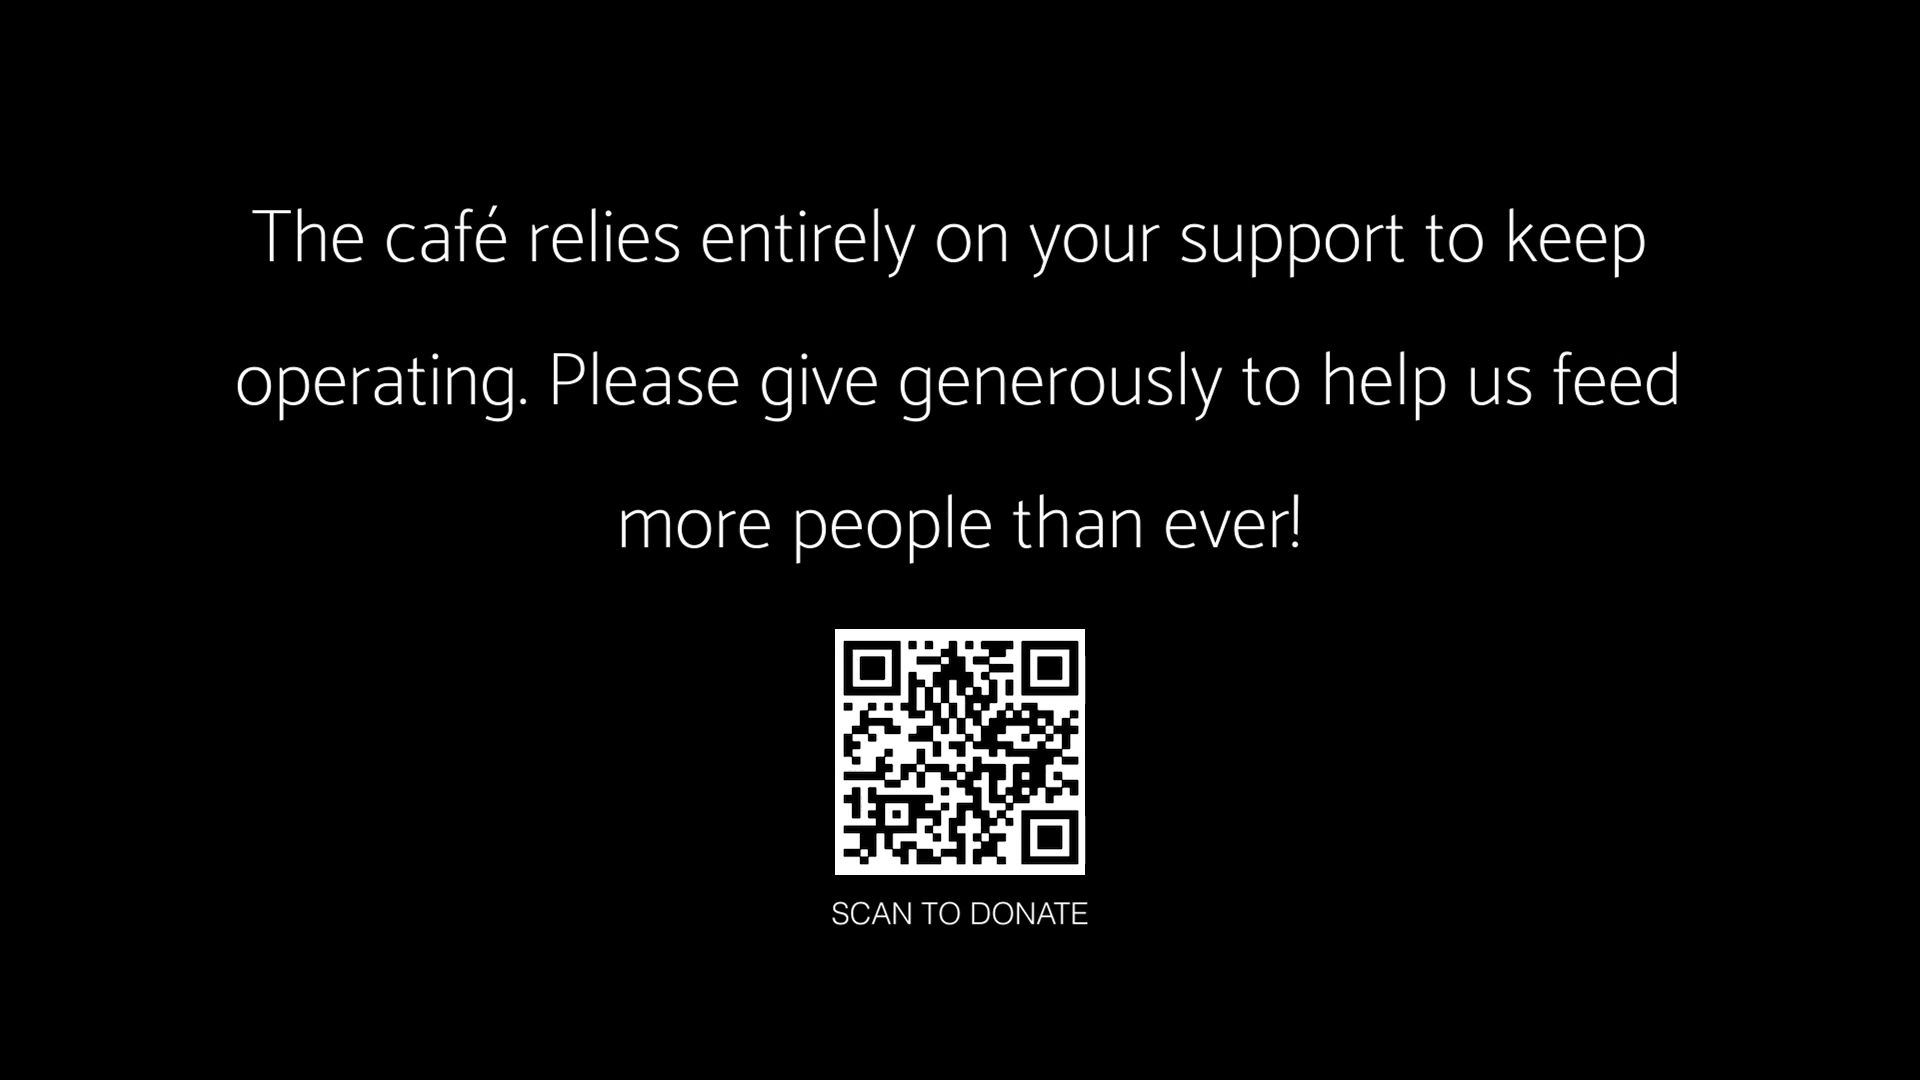 The café relies entirely on your support to keep
operating. Please give generously to help us feed
more people than ever!
SCAN TO DONATE